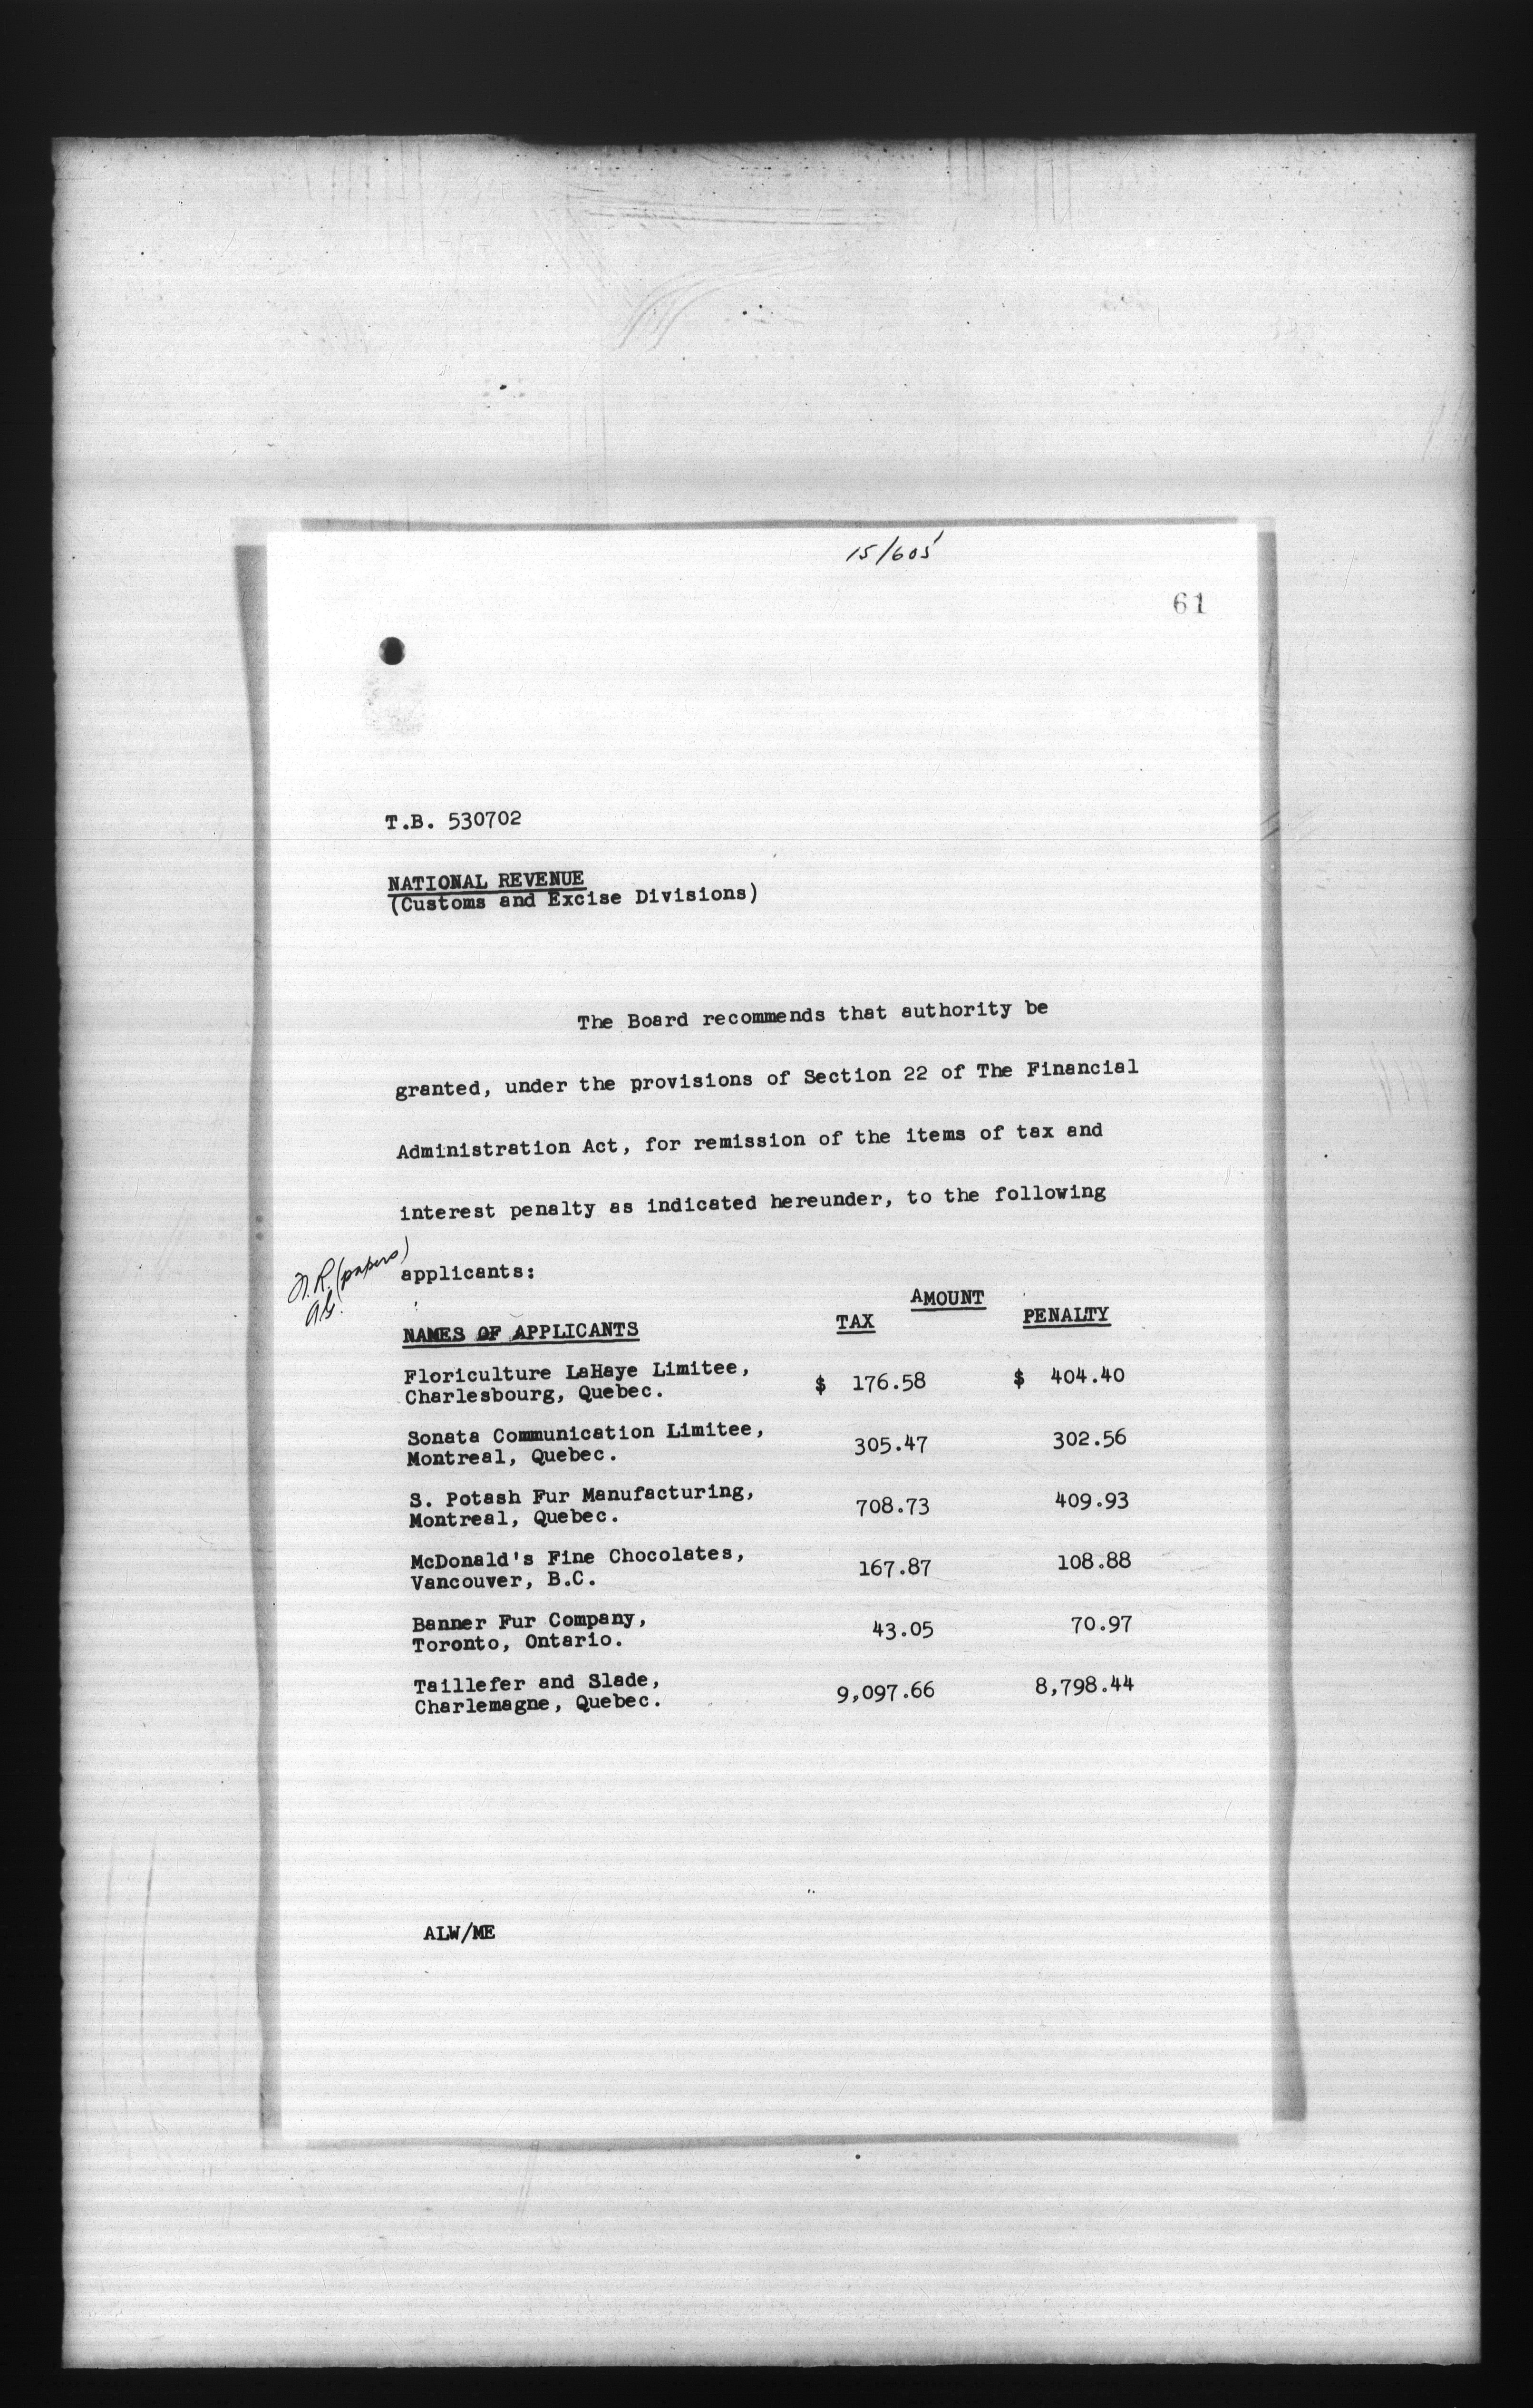 15/605
61
T.B. 530702
NATIONAL REVENUE
(Customs and Excise Divisions)
The Board recommends that authority be
granted, under the provisions of Section 22 of The Financial
Administration Act, for remission of the items of tax and
interest penalty as indicated hereunder, to the following
N.R. (papers)
applicants:
AMOUNT
NAMES OF APPLICANTS TAX PENALTY
Floriculture LaHaye Limitee,
Charlesbourg, Quebec. $ 176.58 $ 404.40
Sonata Communication Limitee,
Montreal, Quebec. 305.47 302.56
S. Potash Fur Manufacturing,
Montreal, Quebec. 708.73 409.93
McDonald's Fine Chocolates,
Vancouver, B.C. 167.87 108.88
Banner Fur Company,
Toronto, Ontario. 43.05 70.97
Taillefer and Slade,
Charlemagne, Quebec. 9,097.66 8,798.44
ALW/ME